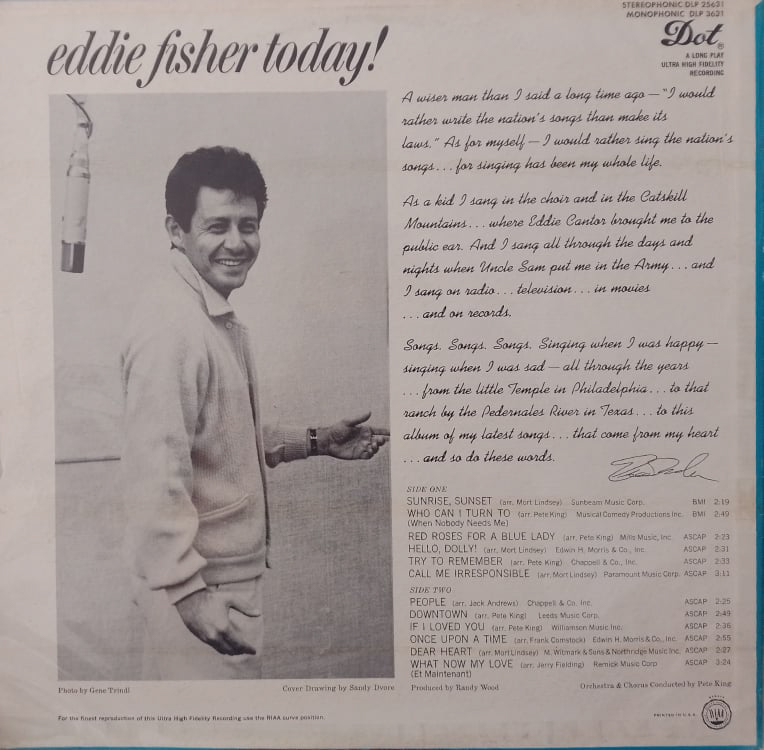 STEREOPHONIC DLP 25631
MONOPHONIC DLP 3631
eddie fisher today!
Dot ®
A LONG PLAY
ULTRA HIGH FIDELITY
RECORDING
A wiser man than I said a long time ago — "I would
rather write the nation's songs than make its
laws." As for myself — I would rather sing the nation's
songs... for singing has been my whole life.
As a kid I sang in the choir and in the Catskill
Mountains... where Eddie Cantor brought me to the
public ear. And I sang all through the days and
nights when Uncle Sam put me in the Army... and
I sang on radio... television... in movies
...and on records.
Songs. Songs. Songs. Singing when I was happy —
singing when I was sad — all through the years
...from the little Temple in Philadelphia... to that
ranch by the Pedernales River in Texas... to this
album of my latest songs... that come from my heart
...and so do these words.
SIDE ONE
SUNRISE, SUNSET (arr. Mort Lindsey) Sunbeam Music Corp. BMI 2:19
WHO CAN I TURN TO (arr. Pete King) Musical Comedy Productions Inc. BMI 2:49
(When Nobody Needs Me)
RED ROSES FOR A BLUE LADY (arr. Pete King) Mills Music, Inc. ASCAP 2:23
HELLO, DOLLY! (arr. Mort Lindsey) Edwin H. Morris & Co., Inc. ASCAP 2:31
TRY TO REMEMBER (arr. Pete King) Chappell & Co., Inc. ASCAP 2:33
CALL ME IRRESPONSIBLE (arr. Mort Lindsey) Paramount Music Corp. ASCAP 3:11
SIDE TWO
PEOPLE (arr. Jack Andrews) Chappell & Co, Inc. ASCAP 2:25
DOWNTOWN (arr. Pete King) Leeds Music Corp. ASCAP 2:49
IF I LOVED YOU (arr. Pete King) Williamson Music Inc. ASCAP 2:36
ONCE UPON A TIME (arr. Frank Comstock) Edwin H. Morris & Co., Inc. ASCAP 2:55
DEAR HEART (arr. Mort Lindsey) M. Witmark & Sons & Northridge Music Inc. ASCAP 2:27
WHAT NOW MY LOVE (arr. Jerry Fielding) Remick Music Corp ASCAP 3:24
(Et Maintenant)
Photo by Gene Trindl
Cover Drawing by Sandy Dvore
Produced by Randy Wood
Orchestra & Chorus Conducted by Pete King
For the finest reproduction of this Ultra High Fidelity Recording use the RIAA curve position.
PRINTED IN U.S.A.
RIAA